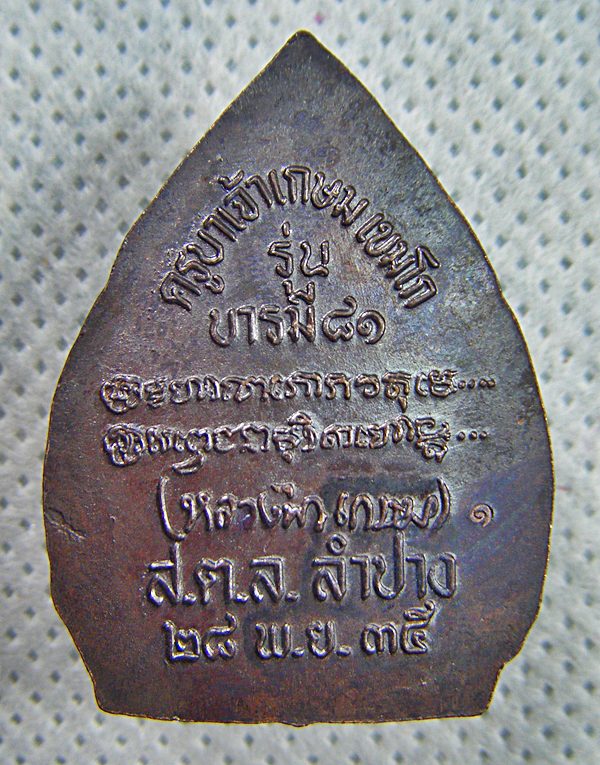 ครูบาเจ้าเกษม เขมโก
รุ่น
บารมี ๘๑
(หลวงพ่อเกษม) ๑
ส.ต.ล. ลำปาง
๒๘ พ.ย. ๓๕